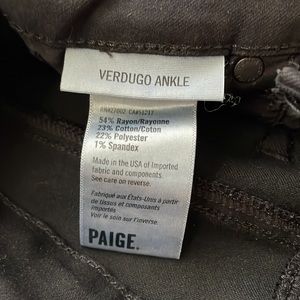 VERDUGO ANKLE
54% Rayon/Rayonne
23% Cotton/Coton
22% Polyester
1% Spandex
Made in the USA of Imported
fabric and components.
See care on reverse.
Fabriqué aux États-Unis à partir
de tissus et composants
importés.
Voir le soin sur l'inverse.
PAIGE.